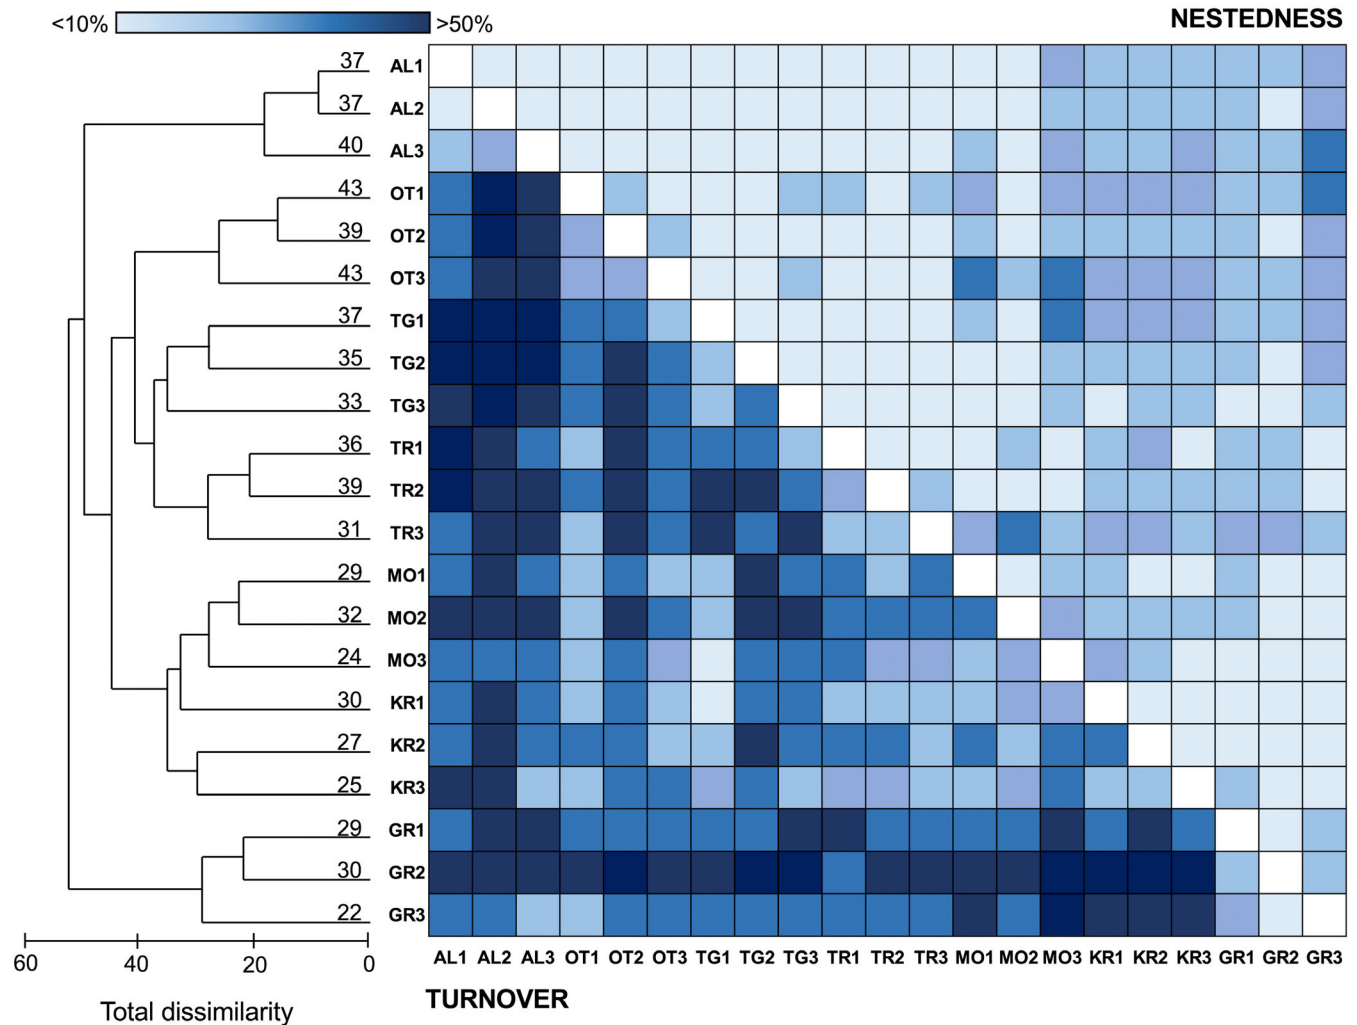 NESTEDNESS
<10% >50%
37 AL1
37 AL2
40 AL3
43 OT1
39 OT2
43 OT3
37 TG1
35 TG2
33 TG3
36 TR1
39 TR2
31 TR3
29 MO1
32 MO2
24 MO3
30 KR1
27 KR2
25 KR3
29 GR1
30 GR2
22 GR3
60 40 20 0
AL1 AL2 AL3 OT1 OT2 OT3 TG1 TG2 TG3 TR1 TR2 TR3 MO1 MO2 MO3 KR1 KR2 KR3 GR1 GR2 GR3
Total dissimilarity
TURNOVER